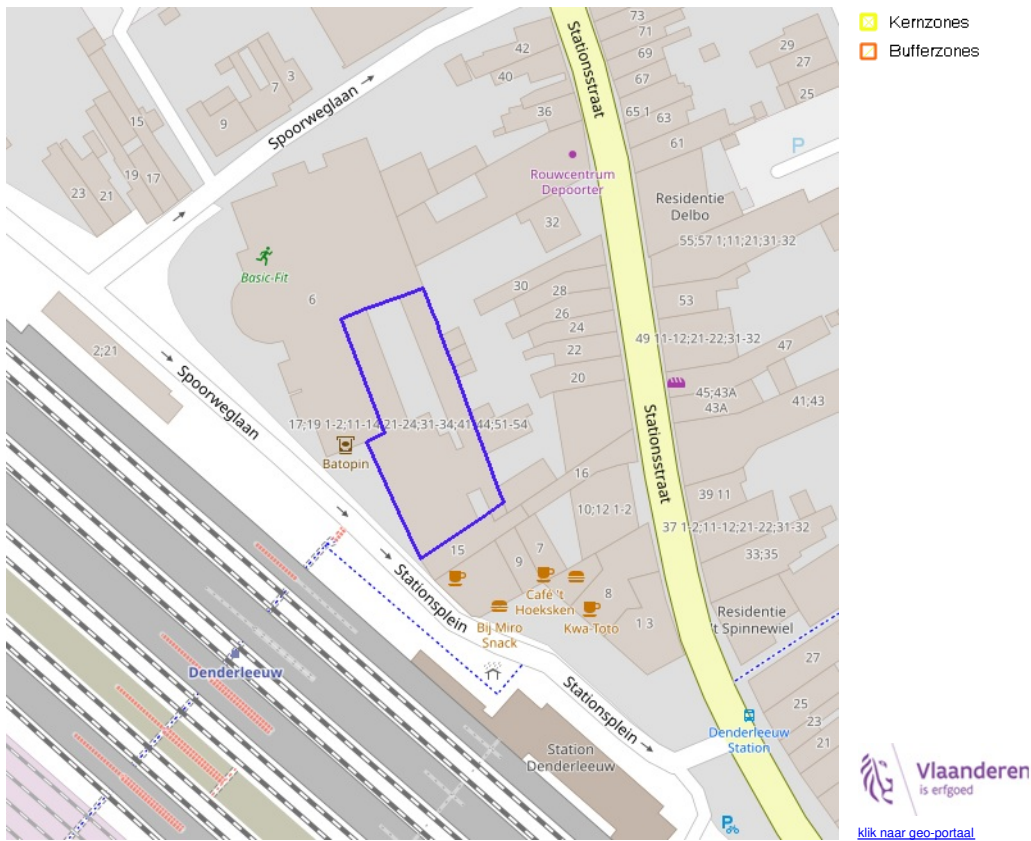 Kernzones
Bufferzones
Stationsstraat
Spoorweglaan
73
71
69
67
65 1
63
61
42
40
36
29
27
25
3
7
9
15
19
17
23
21
P
Rouwcentrum
Depoorter
32
Residentie
Delbo
55;57 1;11;21;31-32
Basic-Fit
6
30
28
26
24
22
20
53
49 11-12;21-22;31-32
47
45;43A
43A
41;43
2;21
Spoorweglaan
17;19 1-2;11-14;21-24;31-34;41-44;51-54
Batopin
Stationsstraat
16
10;12 1-2
39 11
37 1-2;11-12;21-22;31-32
33;35
15
7
9
8
1 3
Café 't
Hoeksken
Bij Miro
Snack
Kwa-Toto
Stationsplein
Residentie
't Spinnewiel
27
25
23
21
Denderleeuw
Stationsplein
Denderleeuw
Station
Station
Denderleeuw
P
Vlaanderen
is erfgoed
klik naar geo-portaal